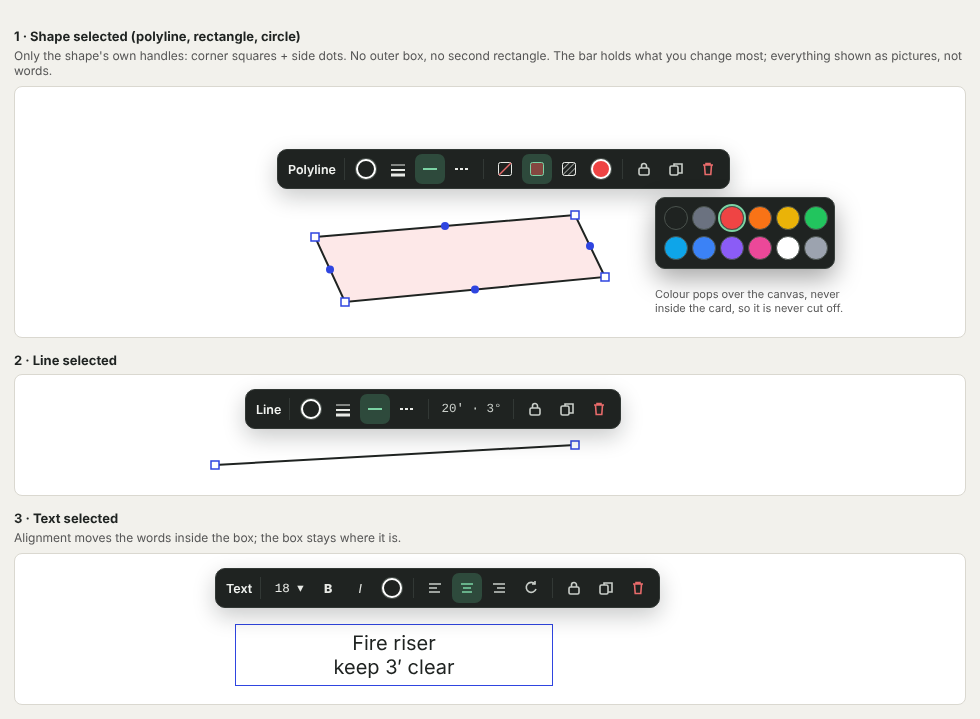 1 · Shape selected (polyline, rectangle, circle)
Only the shape's own handles: corner squares + side dots. No outer box, no second rectangle. The bar holds what you change most; everything shown as pictures, not
words.
Polyline
Colour pops over the canvas, never
inside the card, so it is never cut off.
2 · Line selected
Line 20' · 3°
3 · Text selected
Alignment moves the words inside the box; the box stays where it is.
Text 18 ▾ B I
Fire riser
keep 3′ clear